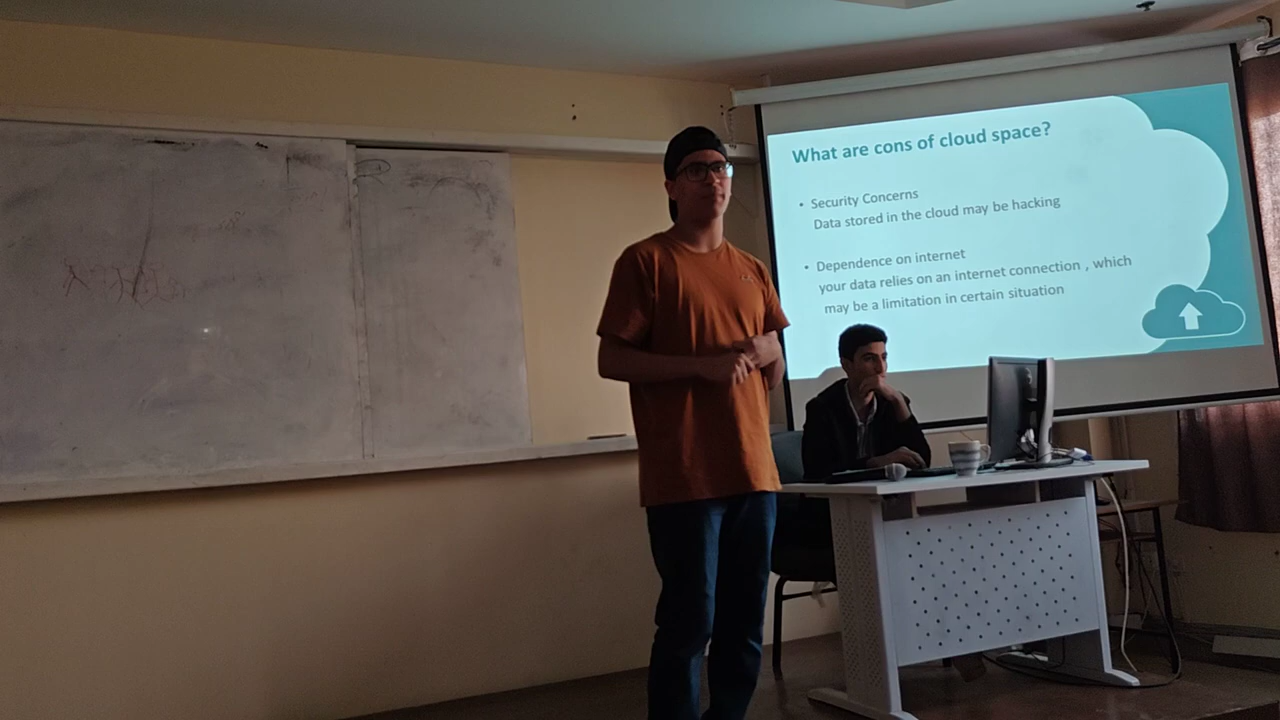 What are cons of cloud space?
• Security Concerns
Data stored in the cloud may be hacking
• Dependence on internet
your data relies on an internet connection , which
may be a limitation in certain situation